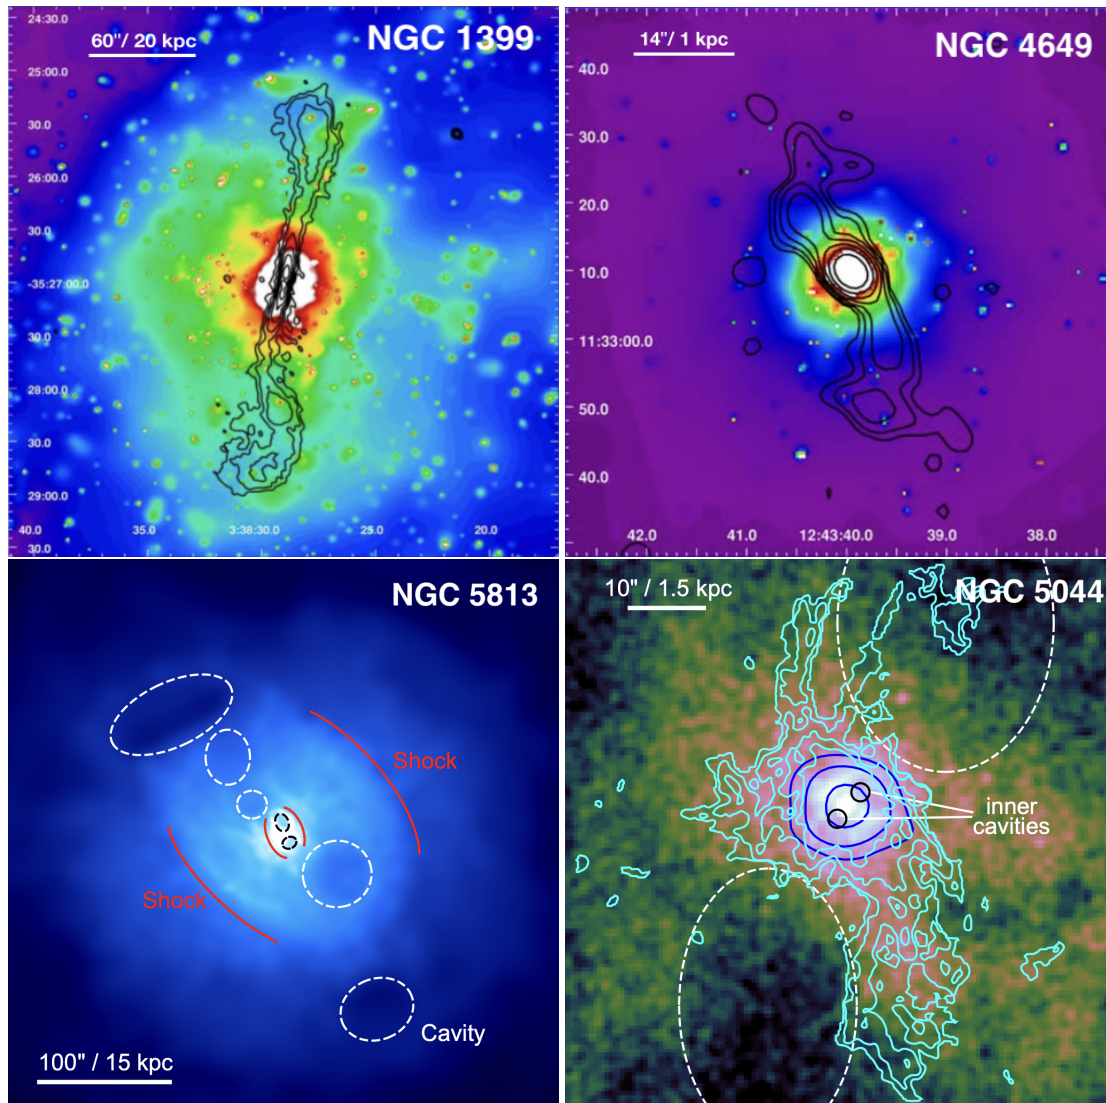 24:30.0
60"/ 20 kpc
NGC 1399
25:00.0
30.0
26:00.0
30.0
-35:27:00.0
30.0
28:00.0
30.0
29:00.0
40.0
35.0
3:38:30.0
25.0
20.0
30.0
14"/ 1 kpc
NGC 4649
40.0
30.0
20.0
10.0
11:33:00.0
50.0
40.0
42.0
41.0
12:43:40.0
39.0
38.0
NGC 5813
Shock
Shock
Cavity
100" / 15 kpc
10" / 1.5 kpc
NGC 5044
inner
cavities